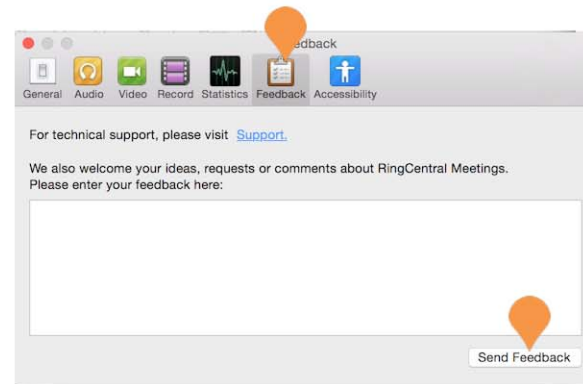 edback
General Audio Video Record Statistics Feedback Accessibility
For technical support, please visit Support.
We also welcome your ideas, requests or comments about RingCentral Meetings.
Please enter your feedback here:
Send Feedback